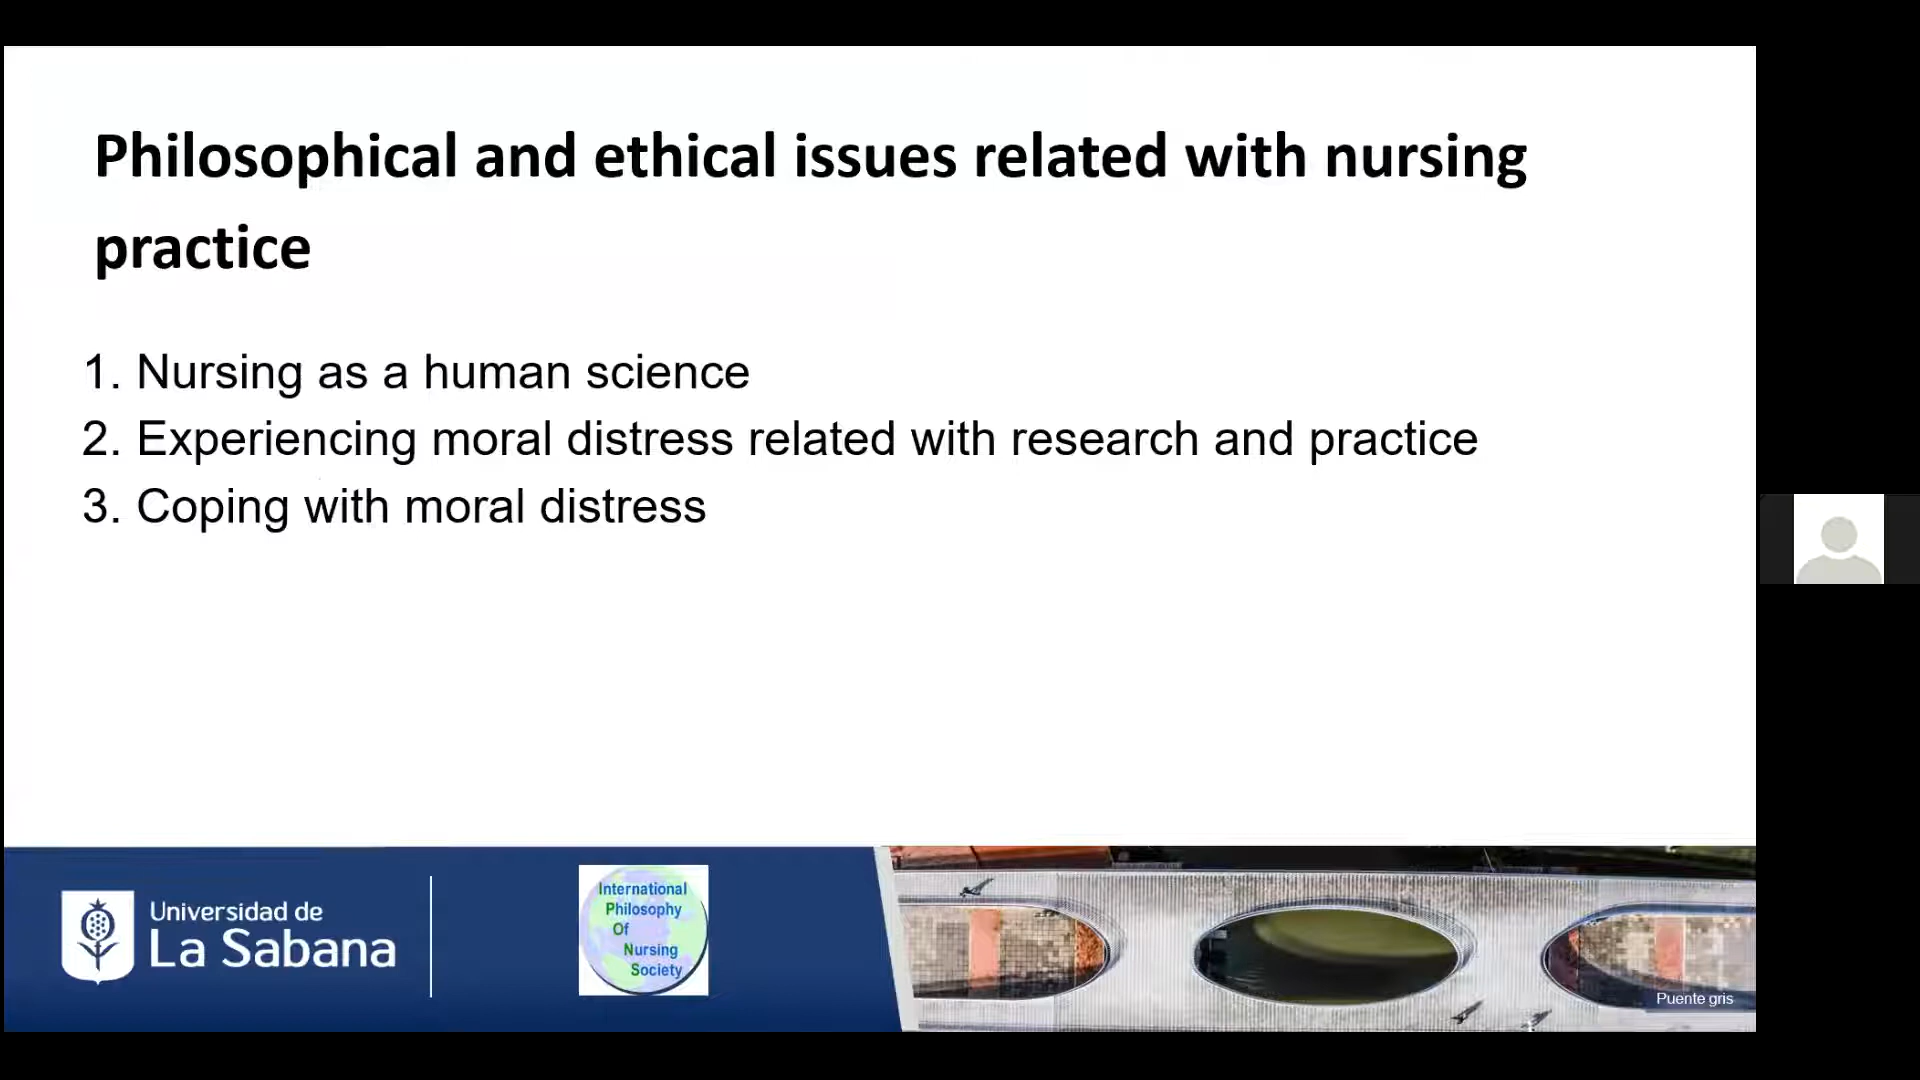 Philosophical and ethical issues related with nursing
practice
1. Nursing as a human science
2. Experiencing moral distress related with research and practice
3. Coping with moral distress
Universidad de
La Sabana
International
Philosophy
Of
Nursing
Society
Puente gris